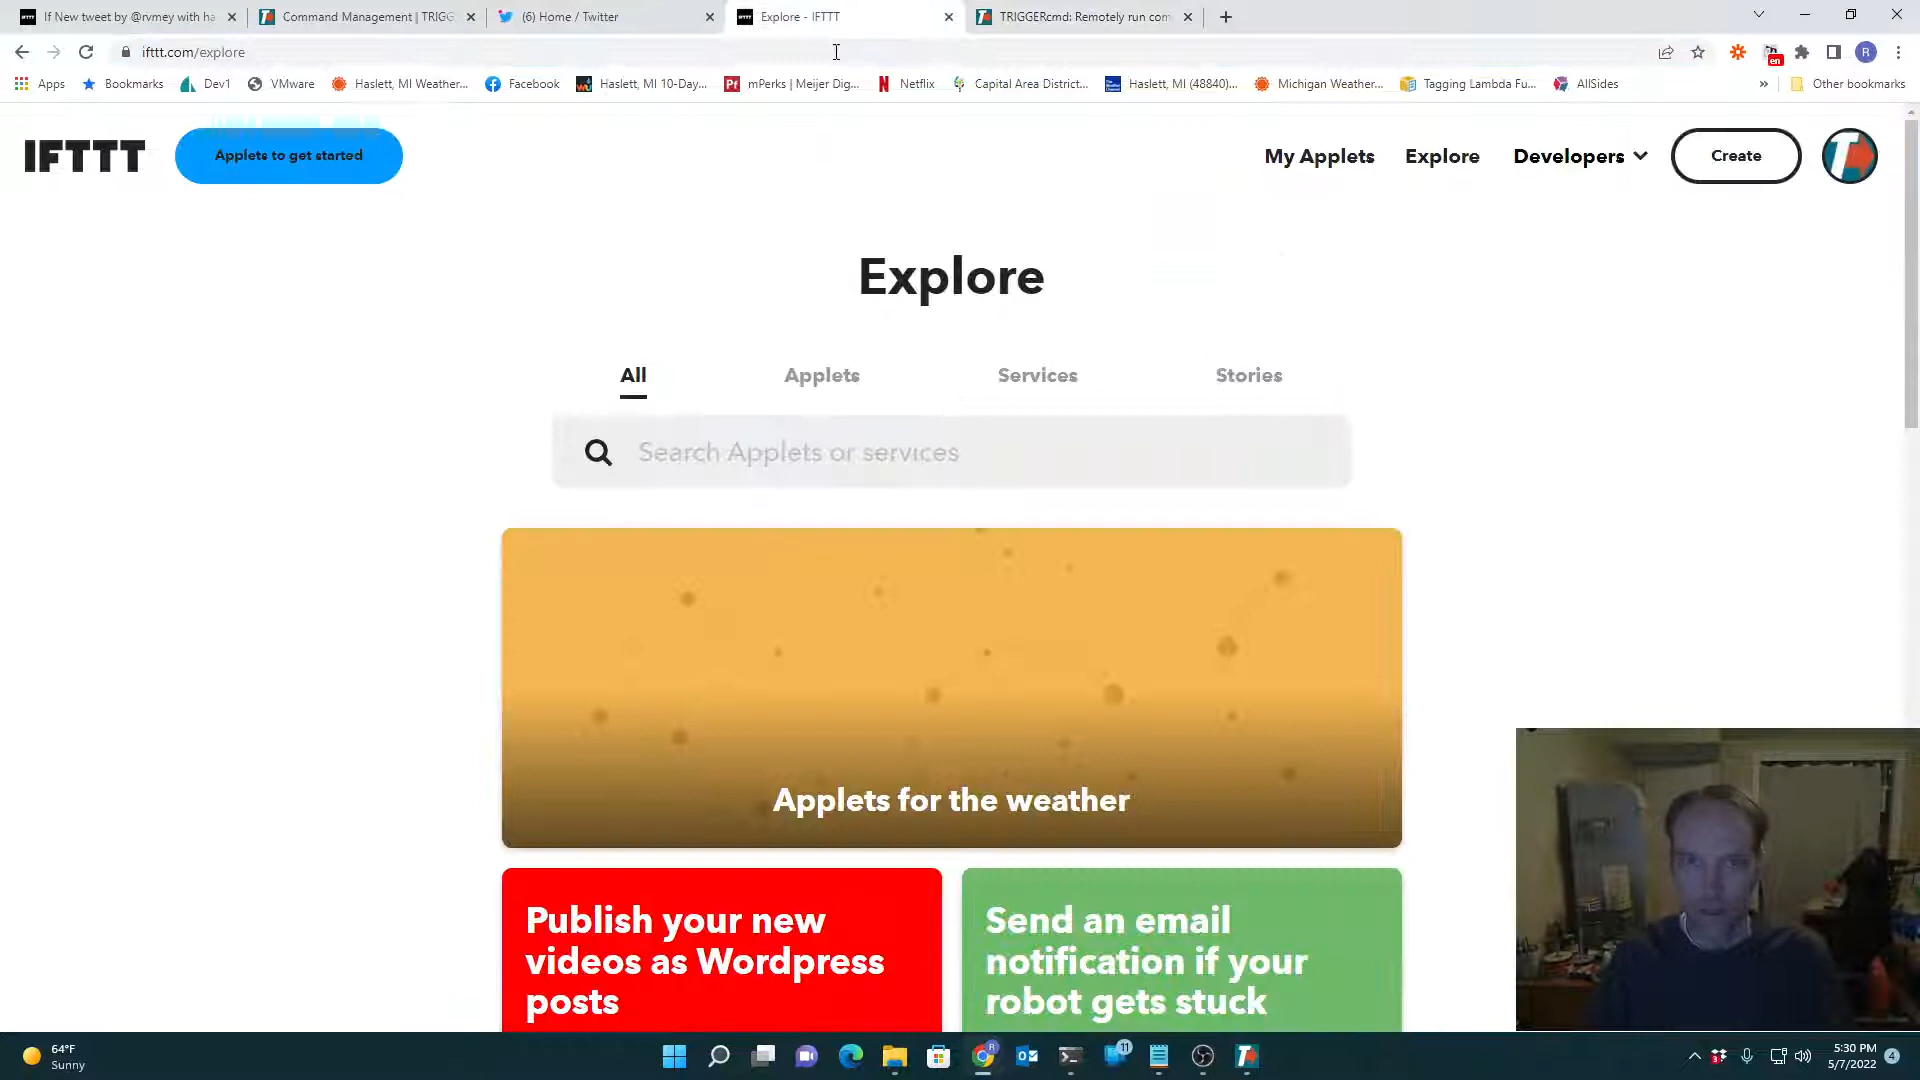 If New tweet by @rvmey with ha
Command Management | TRIGG
(6) Home / Twitter
Explore - IFTTT
TRIGGERcmd: Remotely run com
ifttt.com/explore
en
R
Apps
Bookmarks
Dev1
VMware
Haslett, MI Weather...
Facebook
Haslett, MI 10-Day...
mPerks | Meijer Dig...
Netflix
Capital Area District...
Haslett, MI (48840)...
Michigan Weather...
Tagging Lambda Fu...
AllSides
»
Other bookmarks
IFTTT
Applets to get started
My Applets
Explore
Developers
Create
Explore
All
Applets
Services
Stories
Search Applets or services
Applets for the weather
Publish your new
videos as Wordpress
posts
Send an email
notification if your
robot gets stuck
64°F
Sunny
11
5:30 PM
5/7/2022
4